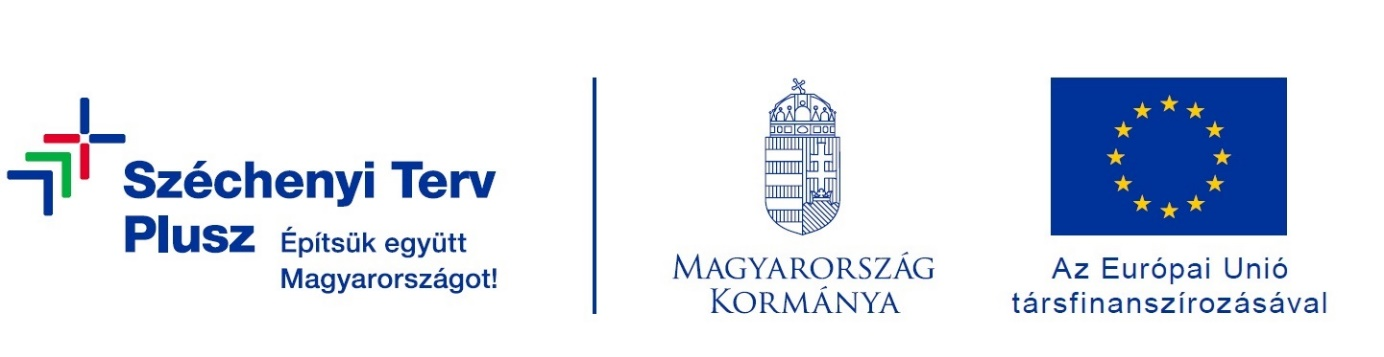 Széchenyi Terv
Plusz Építsük együtt
Magyarországot!
MAGYARORSZÁG
KORMÁNYA
Az Európai Unió
társfinanszírozásával